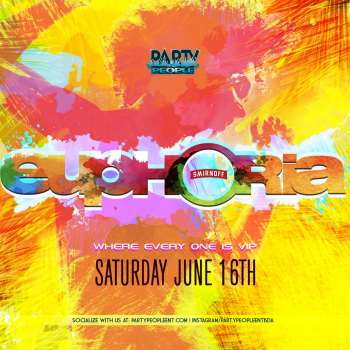 PARTY
PEOPLE
euphoria
SMIRNOFF
WHERE EVERY ONE IS VIP
SATURDAY JUNE 16TH
SOCIALIZE WITH US AT: PARTYPEOPLEENT.COM | INSTAGRAM/PARTYPEOPLEENTBDA